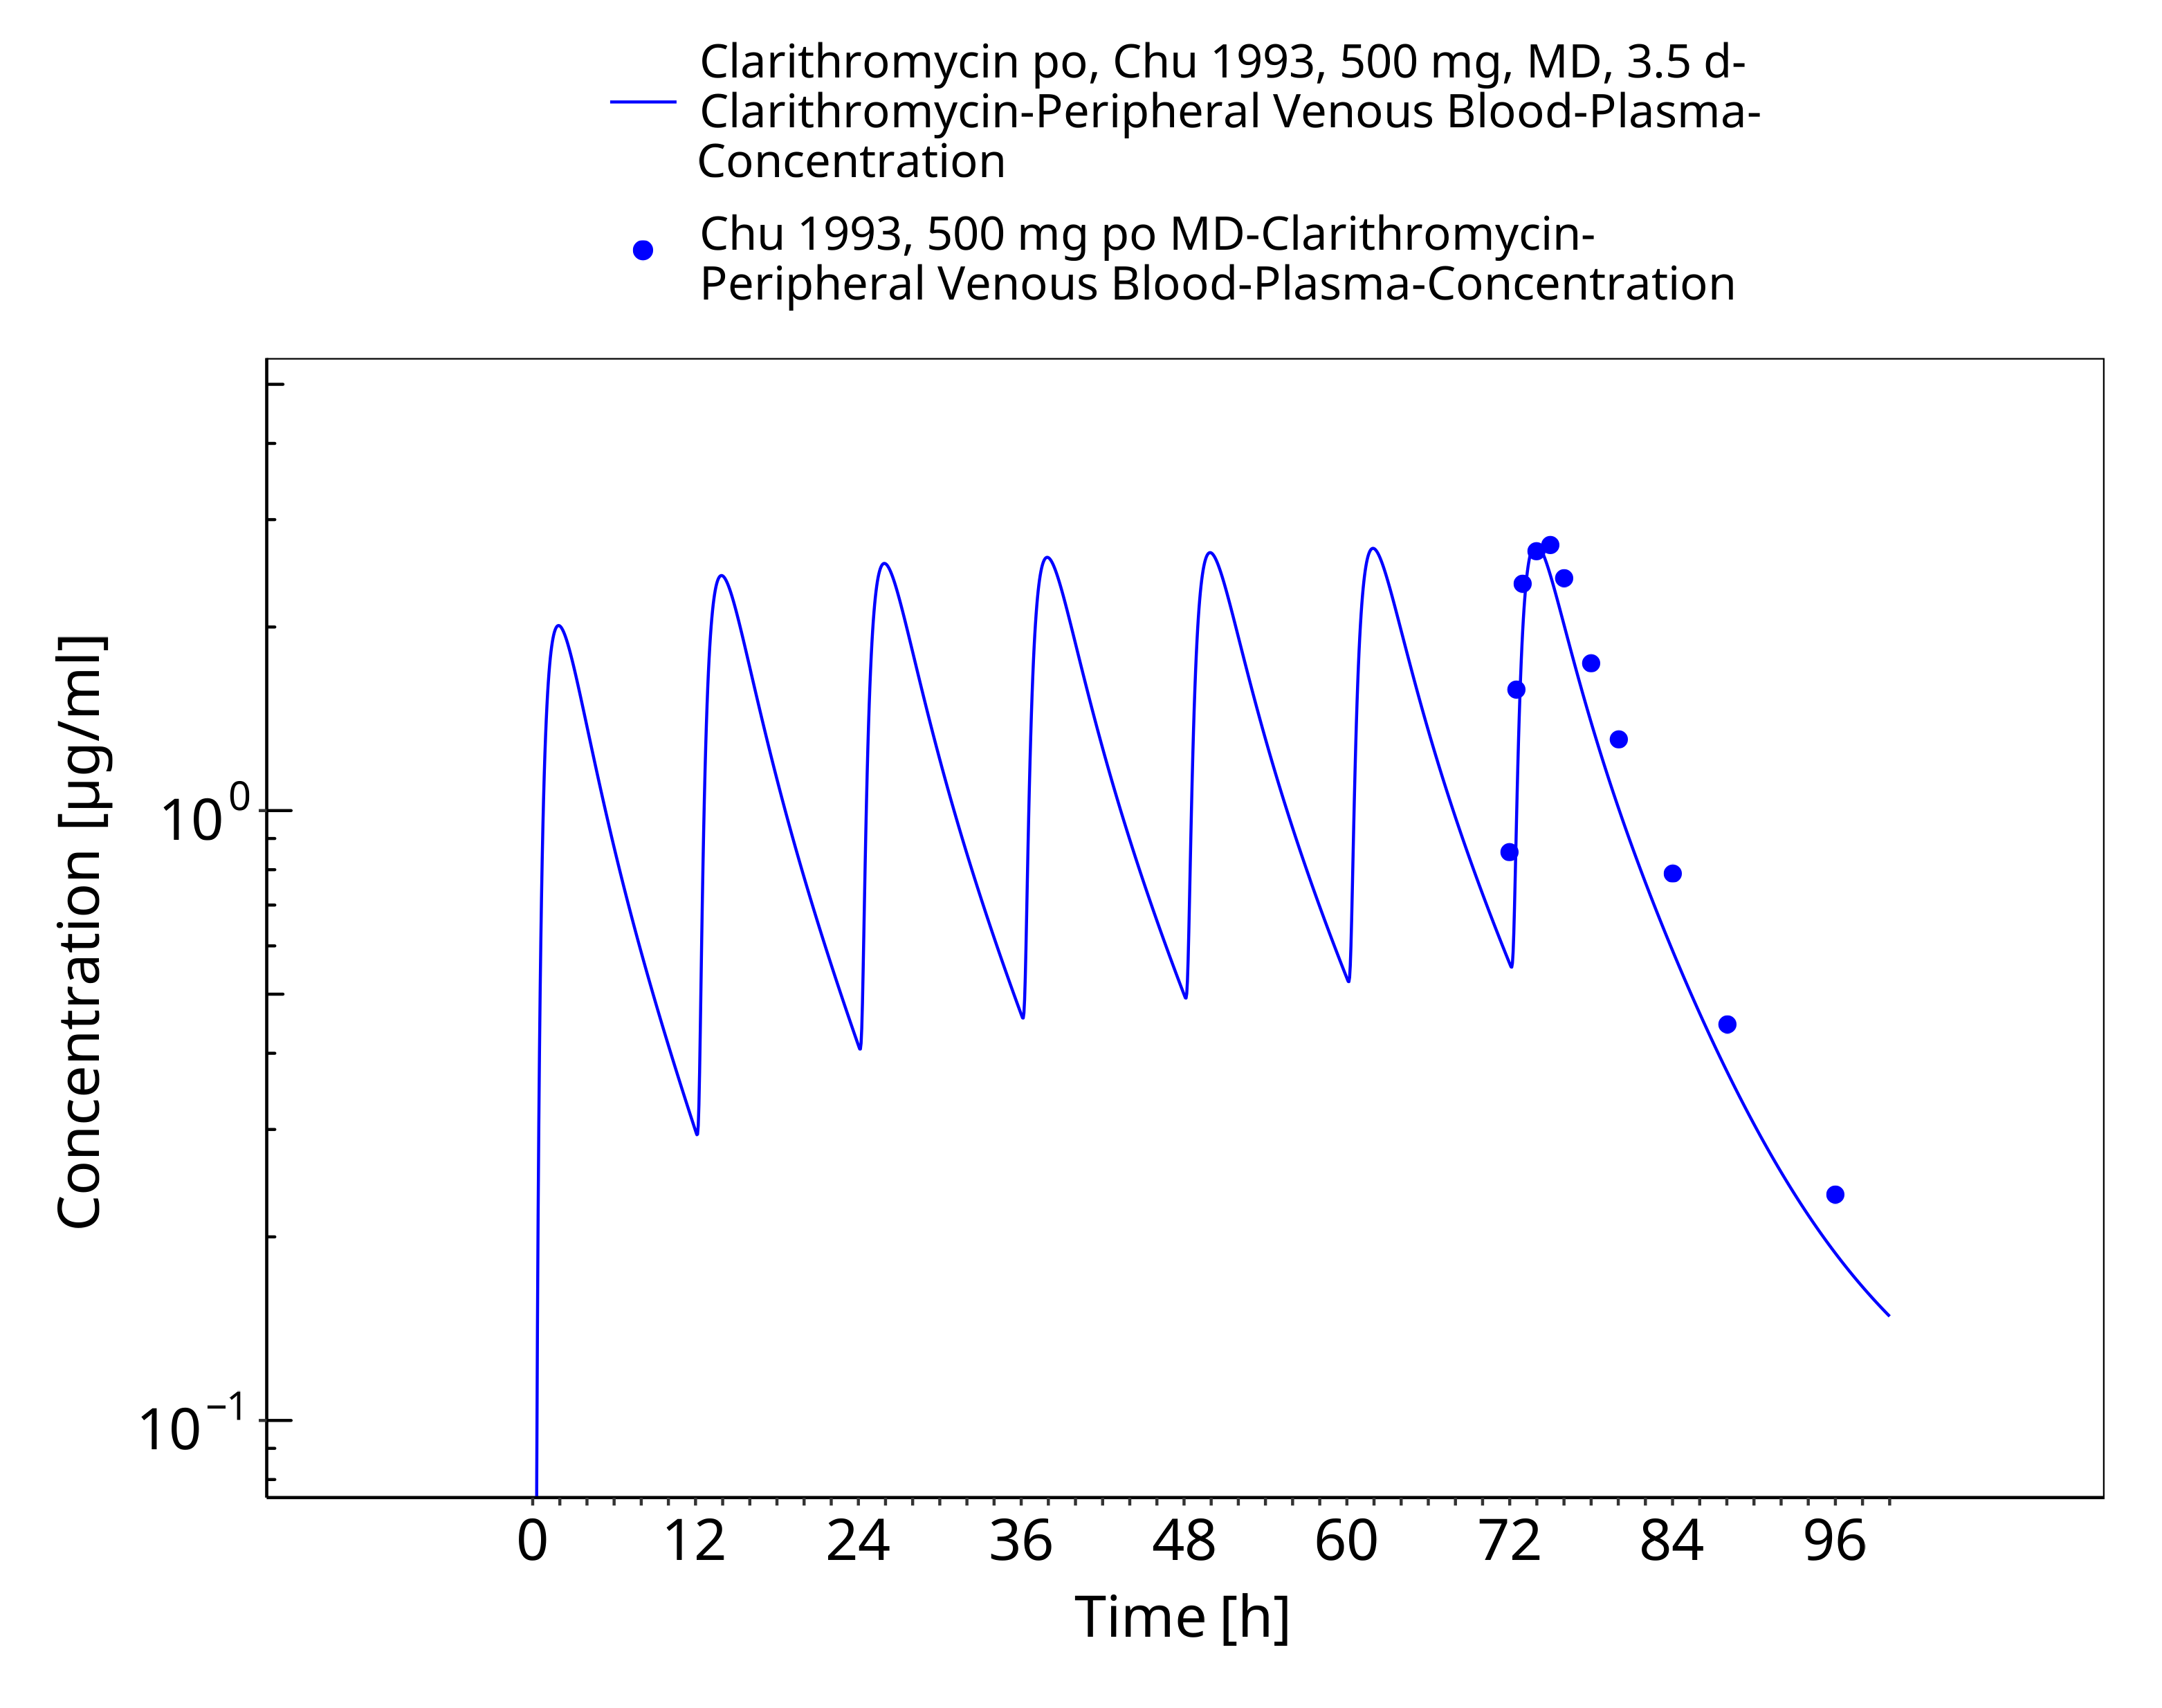 Clarithromycin po, Chu 1993, 500 mg, MD, 3.5 d-
Clarithromycin-Peripheral Venous Blood-Plasma-
Concentration
Chu 1993, 500 mg po MD-Clarithromycin-
Peripheral Venous Blood-Plasma-Concentration
Concentration [µg/ml]
10⁰
10⁻¹
0 12 24 36 48 60 72 84 96
Time [h]